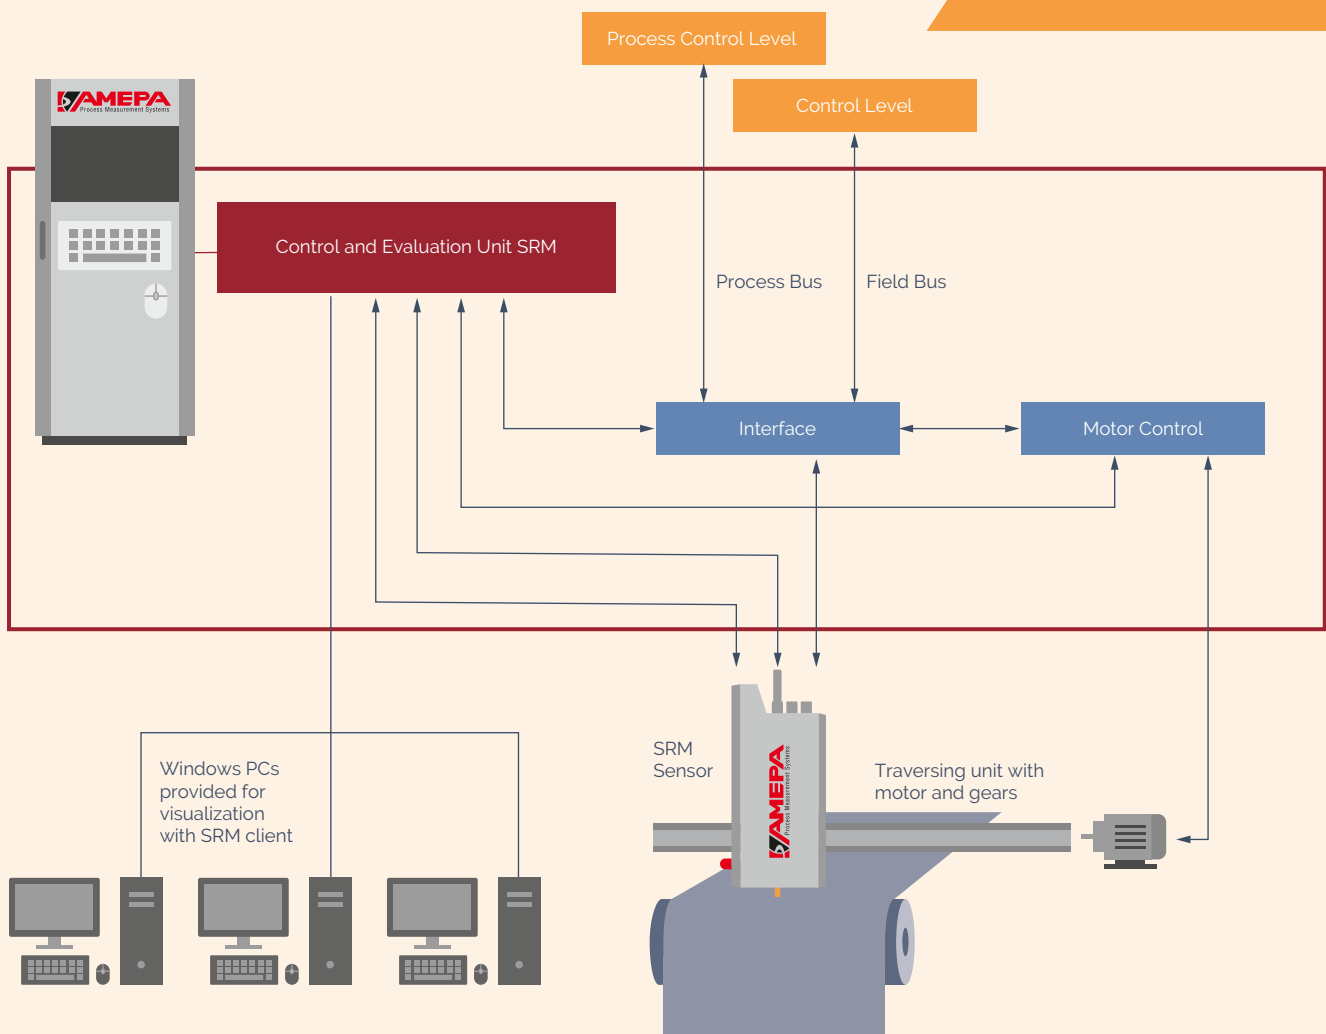 Process Control Level
AMEPA
Process Measurement Systems
Control Level
Control and Evaluation Unit SRM
Process Bus
Field Bus
Interface
Motor Control
SRM
Sensor
Windows PCs
provided for
visualization
with SRM client
AMEPA
Process Measurement Systems
Traversing unit with
motor and gears